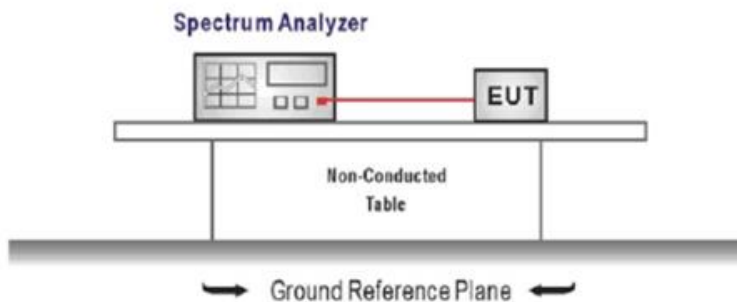 Spectrum Analyzer
EUT
Non-Conducted
Table
Ground Reference Plane